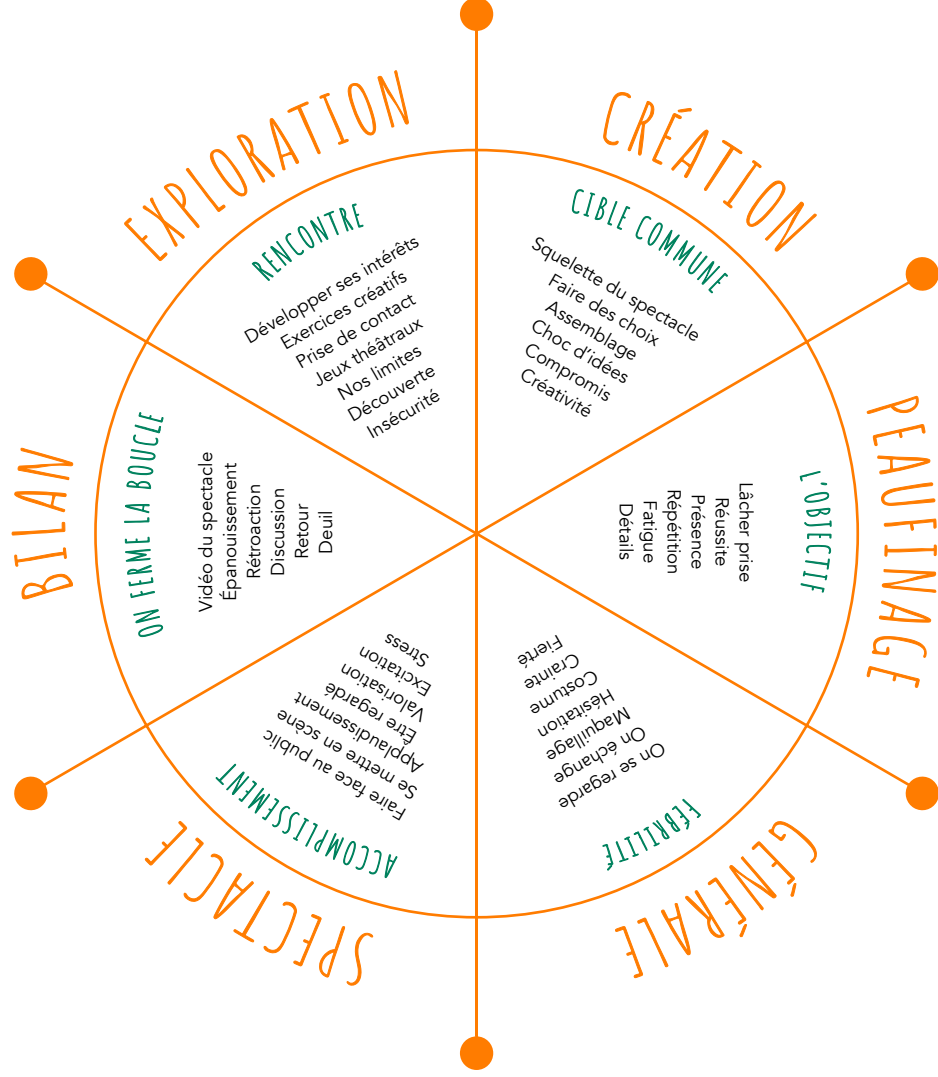 EXPLORATION
RENCONTRE
Développer ses intérêts
Exercices créatifs
Prise de contact
Jeux théâtraux
Nos limites
Découverte
Insécurité
CRÉATION
CIBLE COMMUNE
Squelette du spectacle
Faire des choix
Assemblage
Choc d'idées
Compromis
Créativité
PEAUFINAGE
L'OBJECTIF
Lâcher prise
Réussite
Présence
Répétition
Fatigue
Détails
GÉNÉRALE
FÉBRILITÉ
On se regarde
On échange
Maquillage
Hésitation
Costume
Crainte
Fierté
SPECTACLE
ACCOMPLISSEMENT
Faire face au public
Se mettre en scène
Applaudissement
Être regardé
Valorisation
Excitation
Stress
BILAN
ON FERME LA BOUCLE
Vidéo du spectacle
Épanouissement
Rétroaction
Discussion
Retour
Deuil